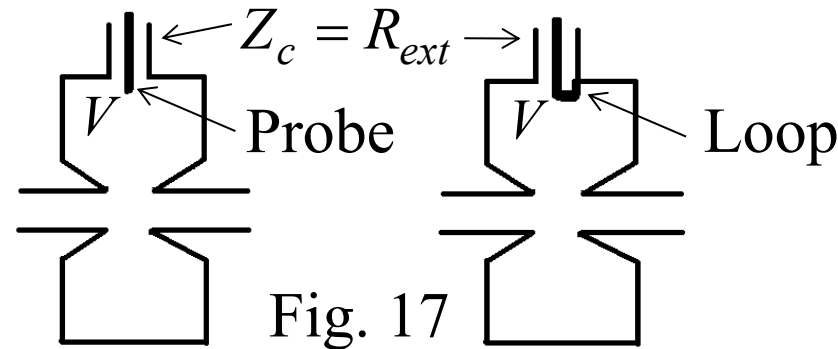 Z_c = R_ext
V Probe V Loop
Fig. 17